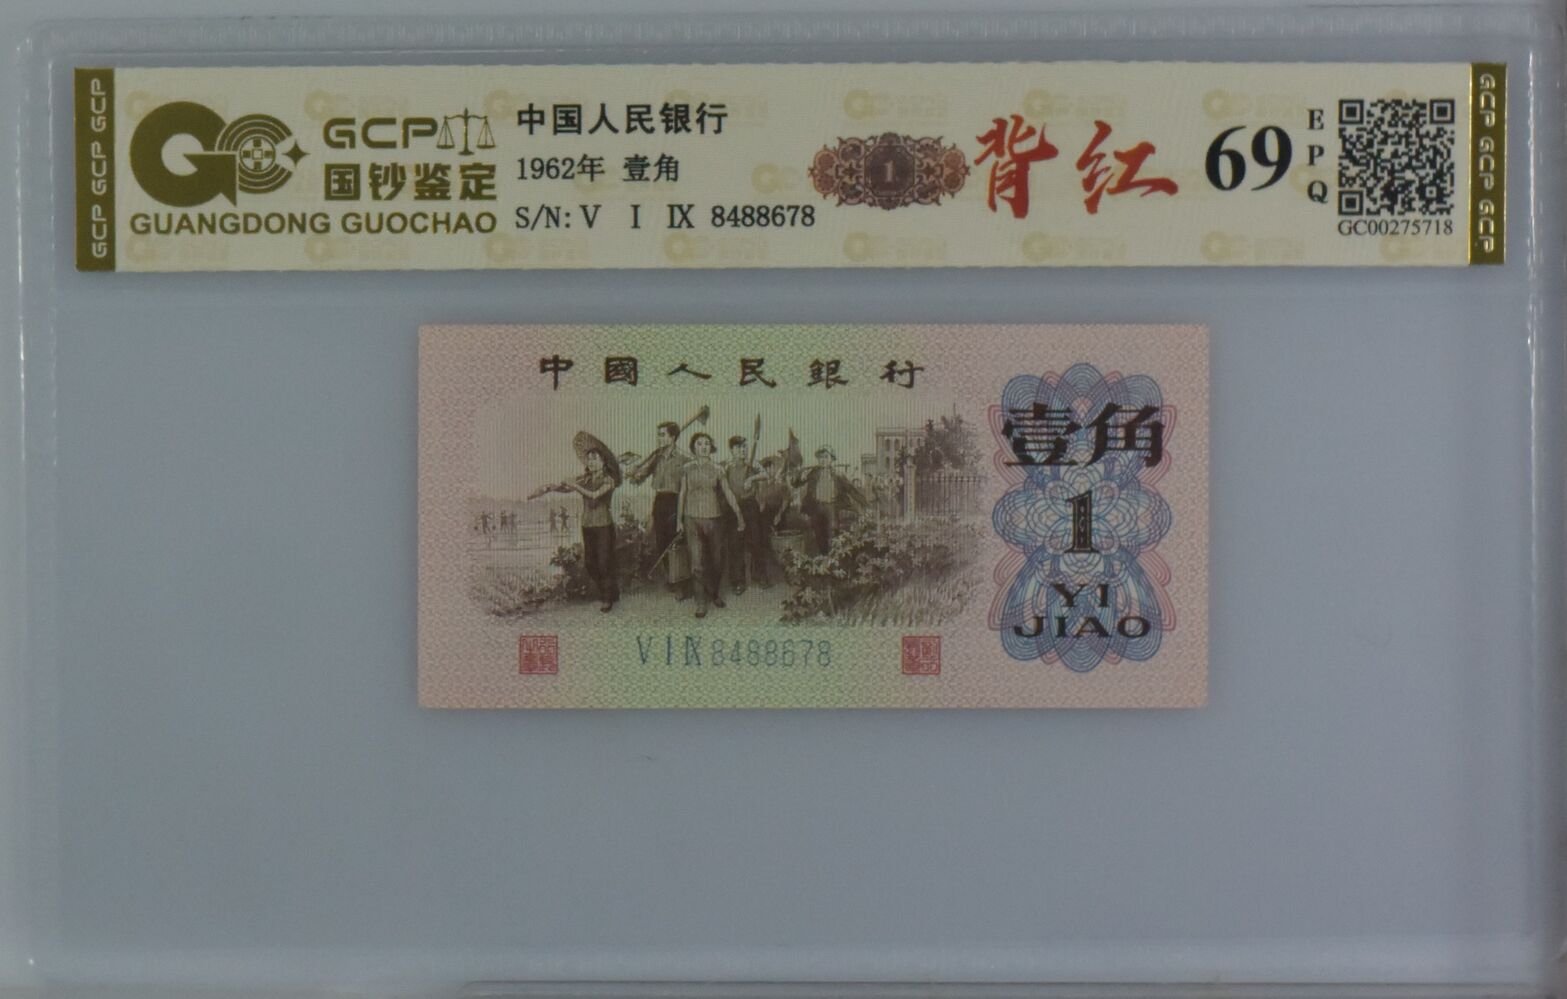 GCP GCP GCP
GCP
国钞鉴定
GUANGDONG GUOCHAO
中国人民银行
1962年 壹角
S/N: V I Ⅸ 8488678
1
背红
69
E
P
Q
GC00275718
GCP GCP GCP
中國人民銀行
壹角
1
YI
JIAO
V I Ⅸ 8488678